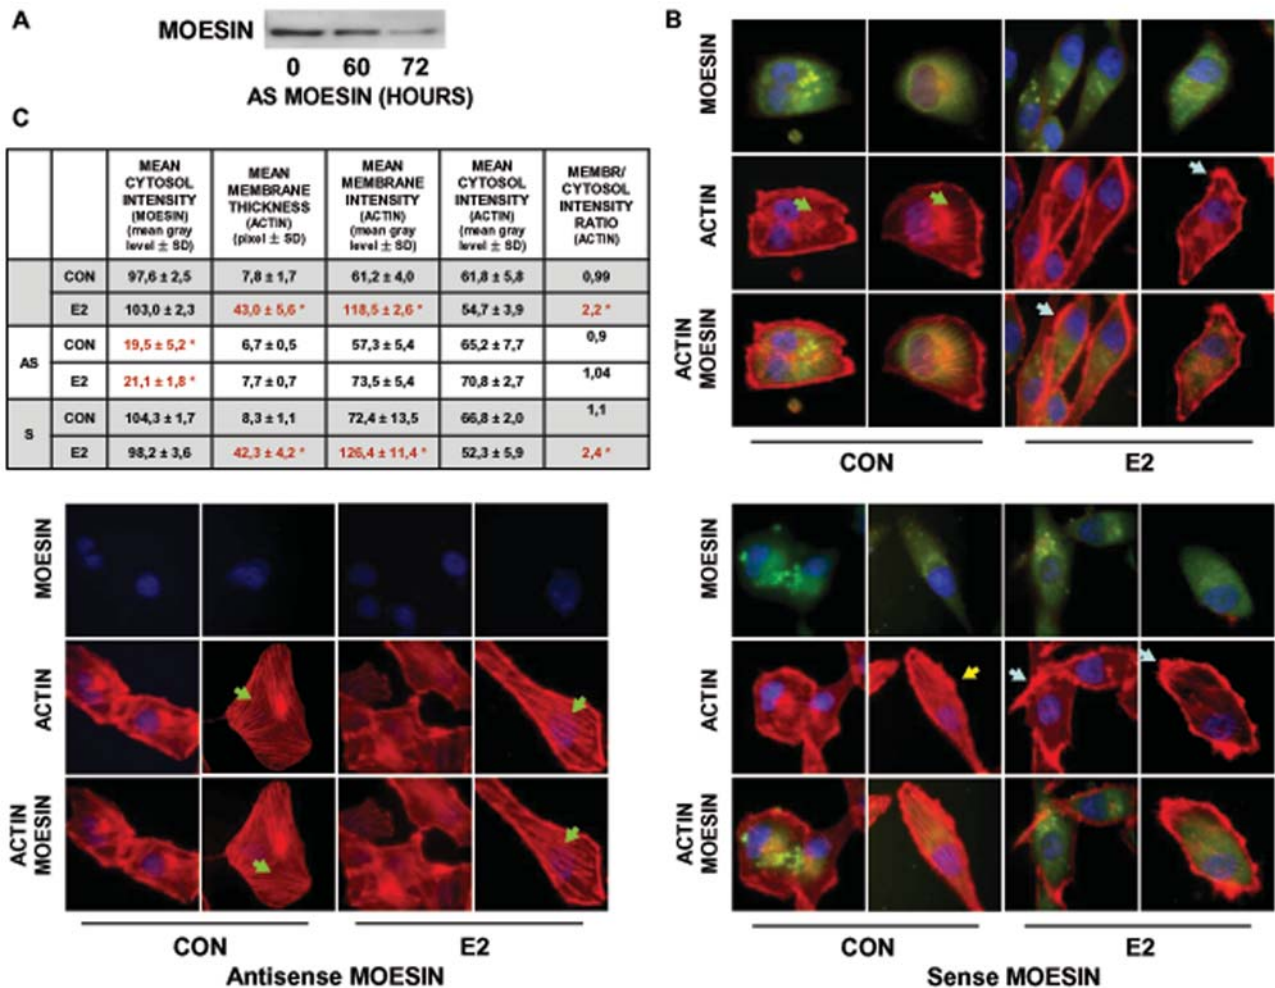 A
MOESIN
0 60 72
AS MOESIN (HOURS)
C
MEAN CYTOSOL INTENSITY (MOESIN) (mean gray level ± SD)
MEAN MEMBRANE THICKNESS (ACTIN) (pixel ± SD)
MEAN MEMBRANE INTENSITY (ACTIN) (mean gray level ± SD)
MEAN CYTOSOL INTENSITY (ACTIN) (mean gray level ± SD)
MEMBR/ CYTOSOL INTENSITY RATIO (ACTIN)
CON 97,6 ± 2,5 7,8 ± 1,7 61,2 ± 4,0 61,8 ± 5,8 0,99
E2 103,0 ± 2,3 43,0 ± 5,6 * 118,5 ± 2,6 * 54,7 ± 3,9 2,2 *
AS
CON 19,5 ± 5,2 * 6,7 ± 0,5 57,3 ± 5,4 65,2 ± 7,7 0,9
E2 21,1 ± 1,8 * 7,7 ± 0,7 73,5 ± 5,4 70,8 ± 2,7 1,04
S
CON 104,3 ± 1,7 8,3 ± 1,1 72,4 ± 13,5 66,8 ± 2,0 1,1
E2 98,2 ± 3,6 42,3 ± 4,2 * 126,4 ± 11,4 * 52,3 ± 5,9 2,4 *
B
MOESIN
ACTIN
ACTIN
MOESIN
CON E2
MOESIN
ACTIN
ACTIN
MOESIN
CON E2
Antisense MOESIN
MOESIN
ACTIN
ACTIN
MOESIN
CON E2
Sense MOESIN